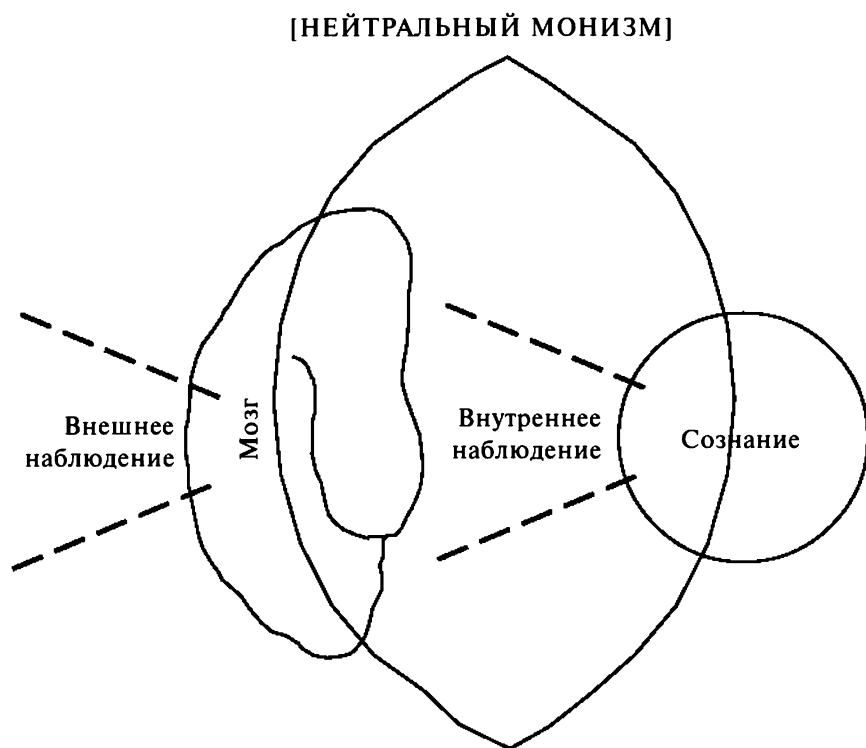 [НЕЙТРАЛЬНЫЙ МОНИЗМ]
Внешнее
наблюдение
Мозг
Внутреннее
наблюдение
Сознание